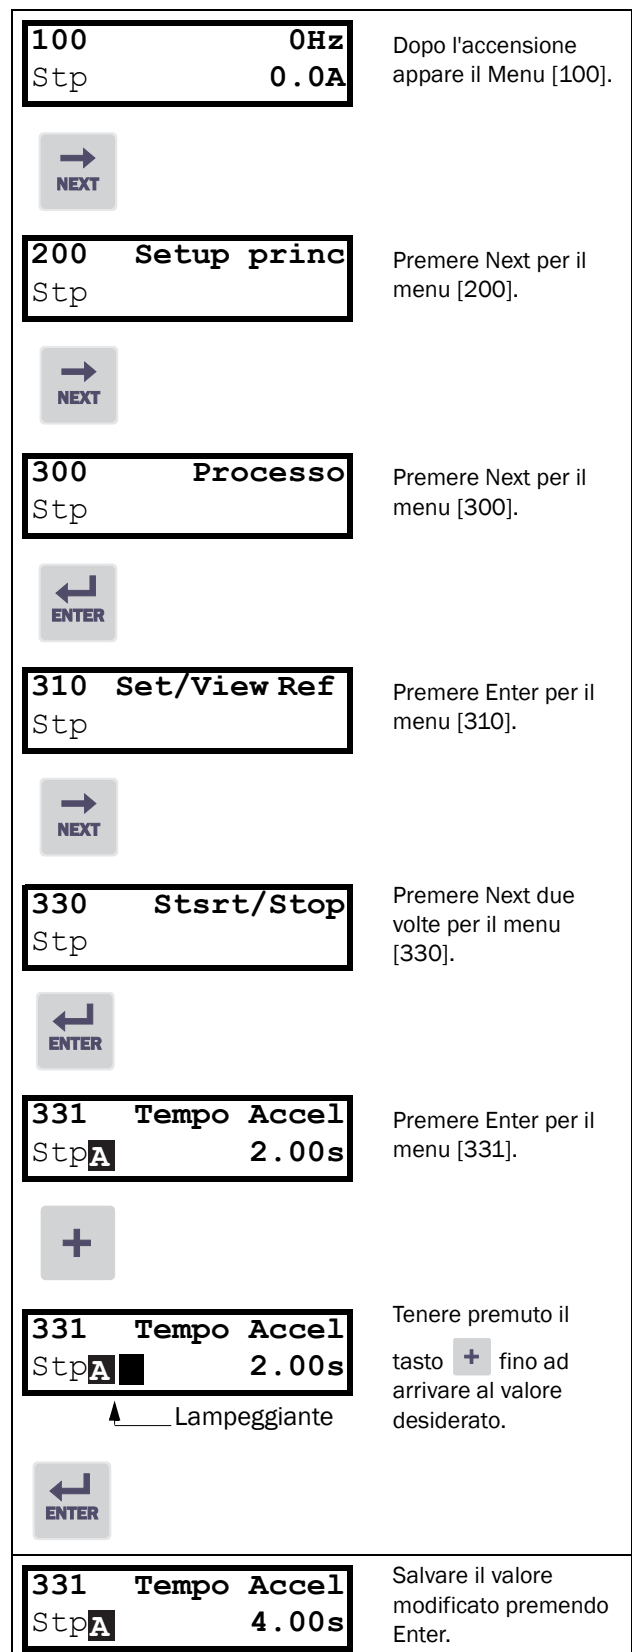 100 0Hz
Stp 0.0A
Dopo l'accensione
appare il Menu [100].
NEXT
200 Setup princ
Stp
Premere Next per il
menu [200].
NEXT
300 Processo
Stp
Premere Next per il
menu [300].
ENTER
310 Set/View Ref
Stp
Premere Enter per il
menu [310].
NEXT
330 Stsrt/Stop
Stp
Premere Next due
volte per il menu
[330].
ENTER
331 Tempo Accel
StpA 2.00s
Premere Enter per il
menu [331].
+
331 Tempo Accel
StpA 2.00s
Lampeggiante
Tenere premuto il
tasto + fino ad
arrivare al valore
desiderato.
ENTER
331 Tempo Accel
StpA 4.00s
Salvare il valore
modificato premendo
Enter.